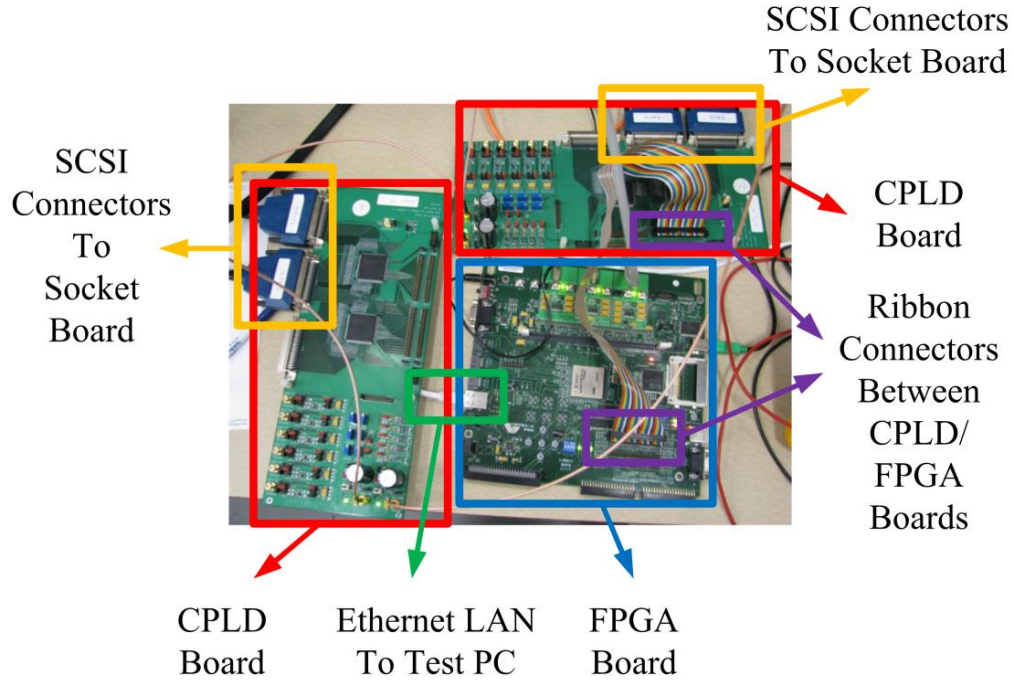 SCSI Connectors
To Socket Board
SCSI
Connectors
To
Socket
Board
CPLD
Board
Ribbon
Connectors
Between
CPLD/
FPGA
Boards
CPLD
Board
Ethernet LAN
To Test PC
FPGA
Board